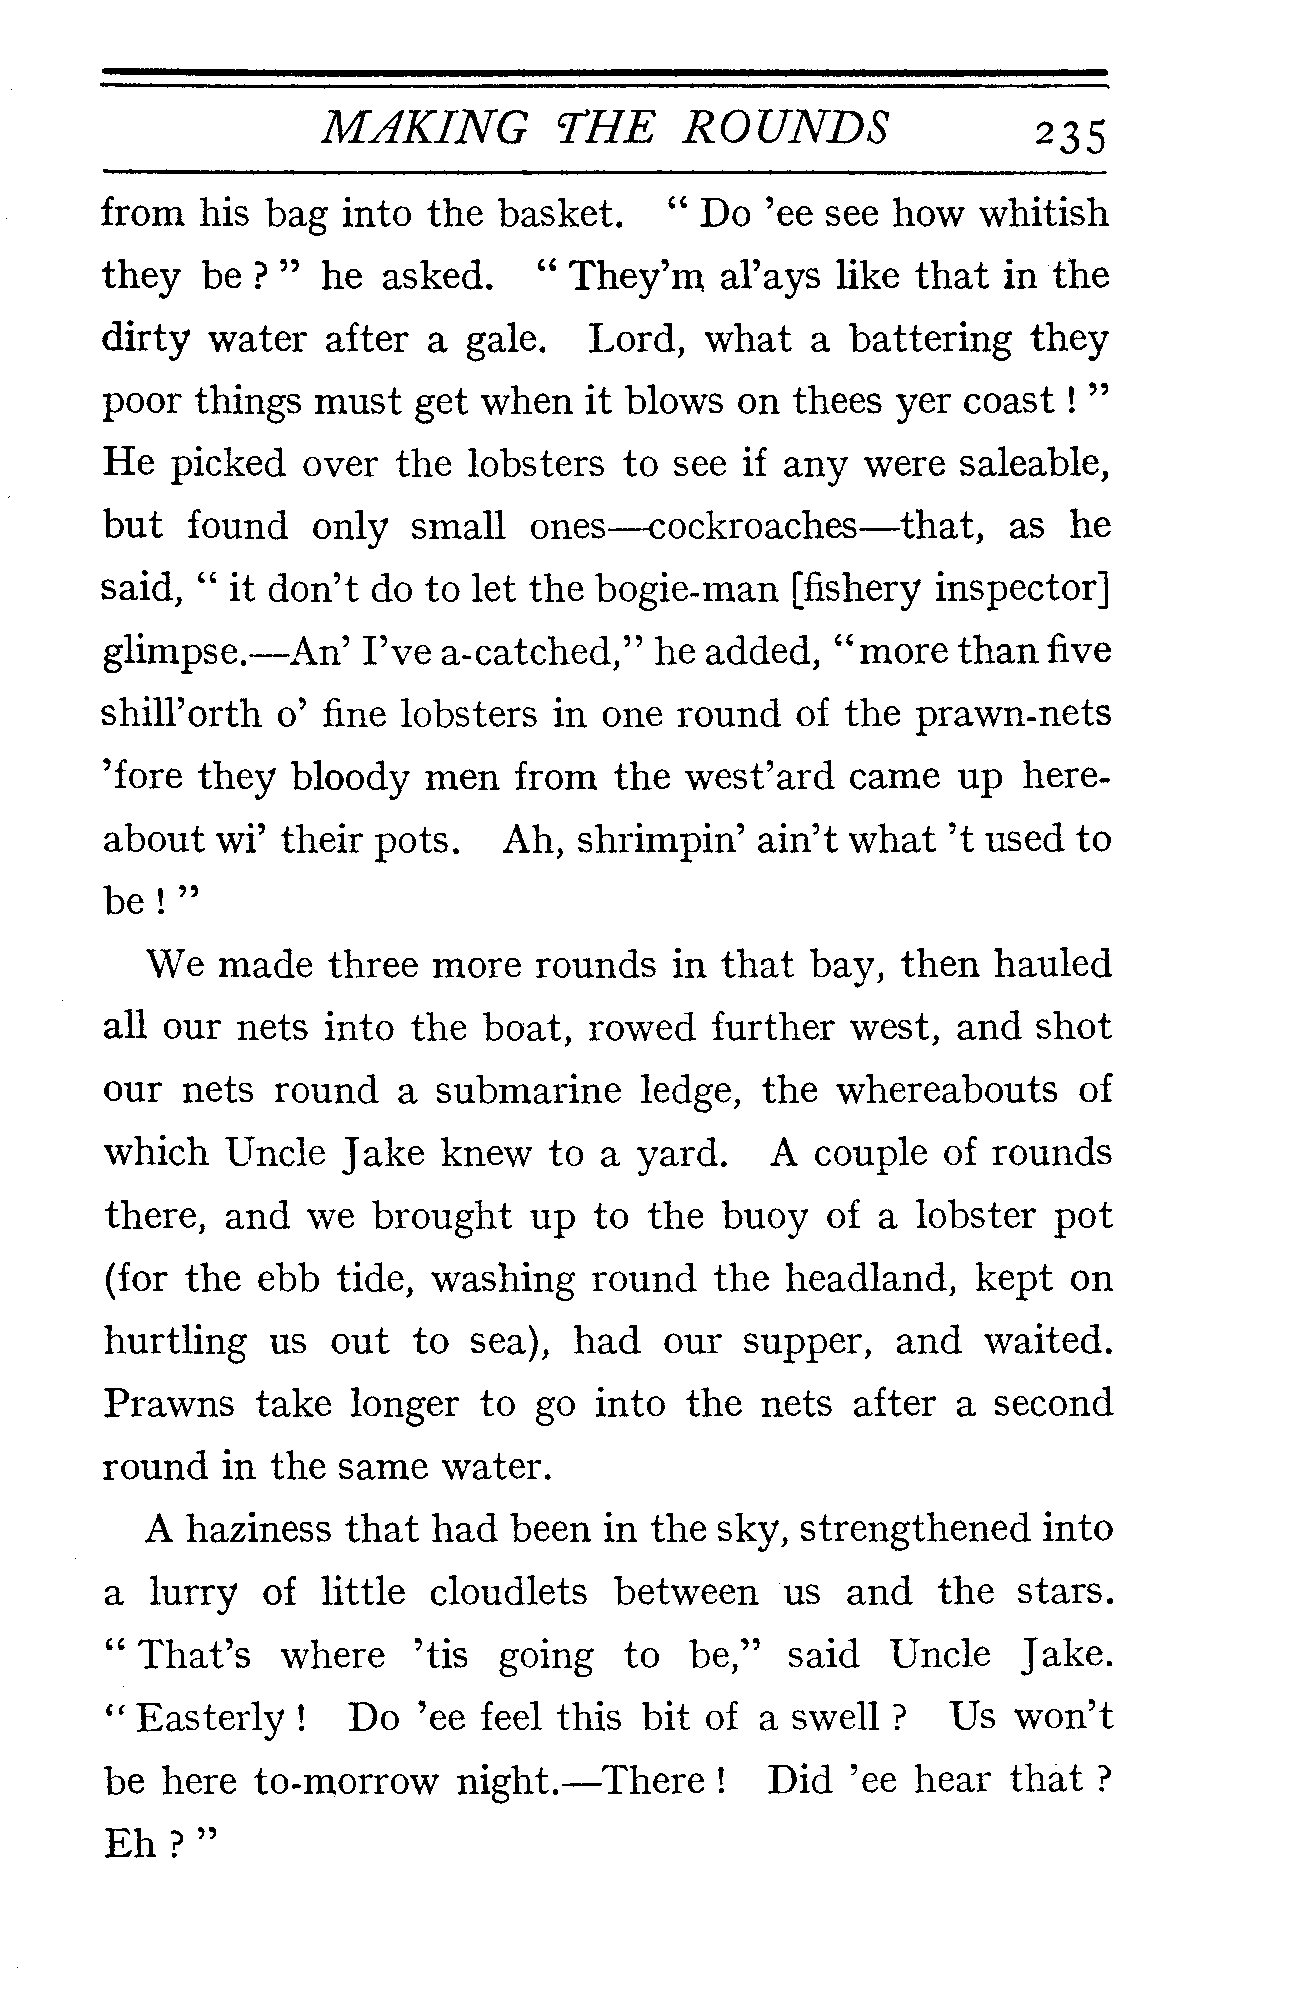 MAKING THE ROUNDS 235
from his bag into the basket. “ Do ’ee see how whitish
they be ? ” he asked. “ They’m al’ays like that in the
dirty water after a gale. Lord, what a battering they
poor things must get when it blows on thees yer coast ! ”
He picked over the lobsters to see if any were saleable,
but found only small ones—cockroaches—that, as he
said, “ it don’t do to let the bogie-man [fishery inspector]
glimpse.—An’ I’ve a-catched,” he added, “more than five
shill’orth o’ fine lobsters in one round of the prawn-nets
’fore they bloody men from the west’ard came up here-
about wi’ their pots. Ah, shrimpin’ ain’t what ’t used to
be ! ”
We made three more rounds in that bay, then hauled
all our nets into the boat, rowed further west, and shot
our nets round a submarine ledge, the whereabouts of
which Uncle Jake knew to a yard. A couple of rounds
there, and we brought up to the buoy of a lobster pot
(for the ebb tide, washing round the headland, kept on
hurtling us out to sea), had our supper, and waited.
Prawns take longer to go into the nets after a second
round in the same water.
A haziness that had been in the sky, strengthened into
a lurry of little cloudlets between us and the stars.
“ That’s where ’tis going to be,” said Uncle Jake.
“ Easterly ! Do ’ee feel this bit of a swell ? Us won’t
be here to-morrow night.—There ! Did ’ee hear that ?
Eh ? ”